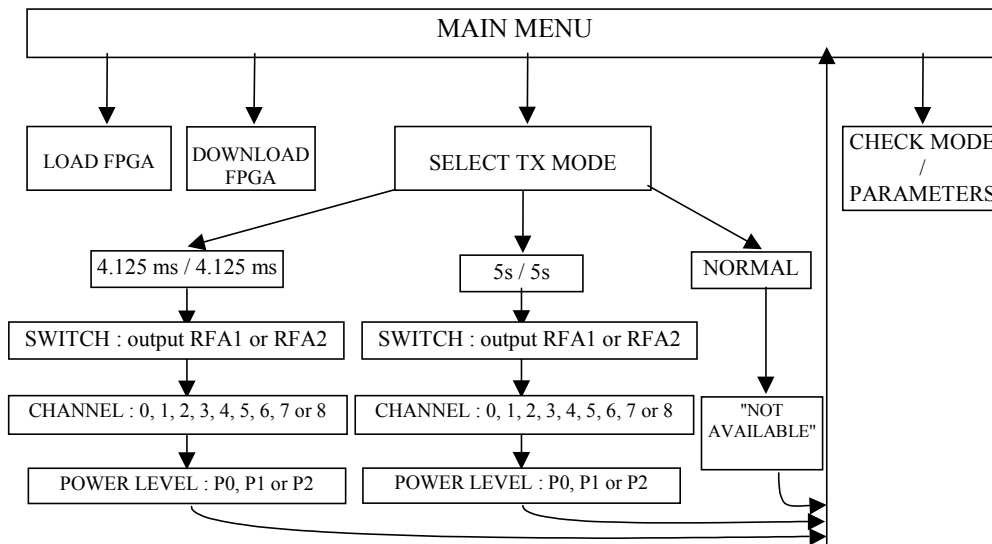 MAIN MENU
LOAD FPGA
DOWNLOAD
FPGA
SELECT TX MODE
CHECK MODE
/
PARAMETERS
4.125 ms / 4.125 ms
5s / 5s
NORMAL
SWITCH : output RFA1 or RFA2
SWITCH : output RFA1 or RFA2
CHANNEL : 0, 1, 2, 3, 4, 5, 6, 7 or 8
CHANNEL : 0, 1, 2, 3, 4, 5, 6, 7 or 8
"NOT
AVAILABLE"
POWER LEVEL : P0, P1 or P2
POWER LEVEL : P0, P1 or P2